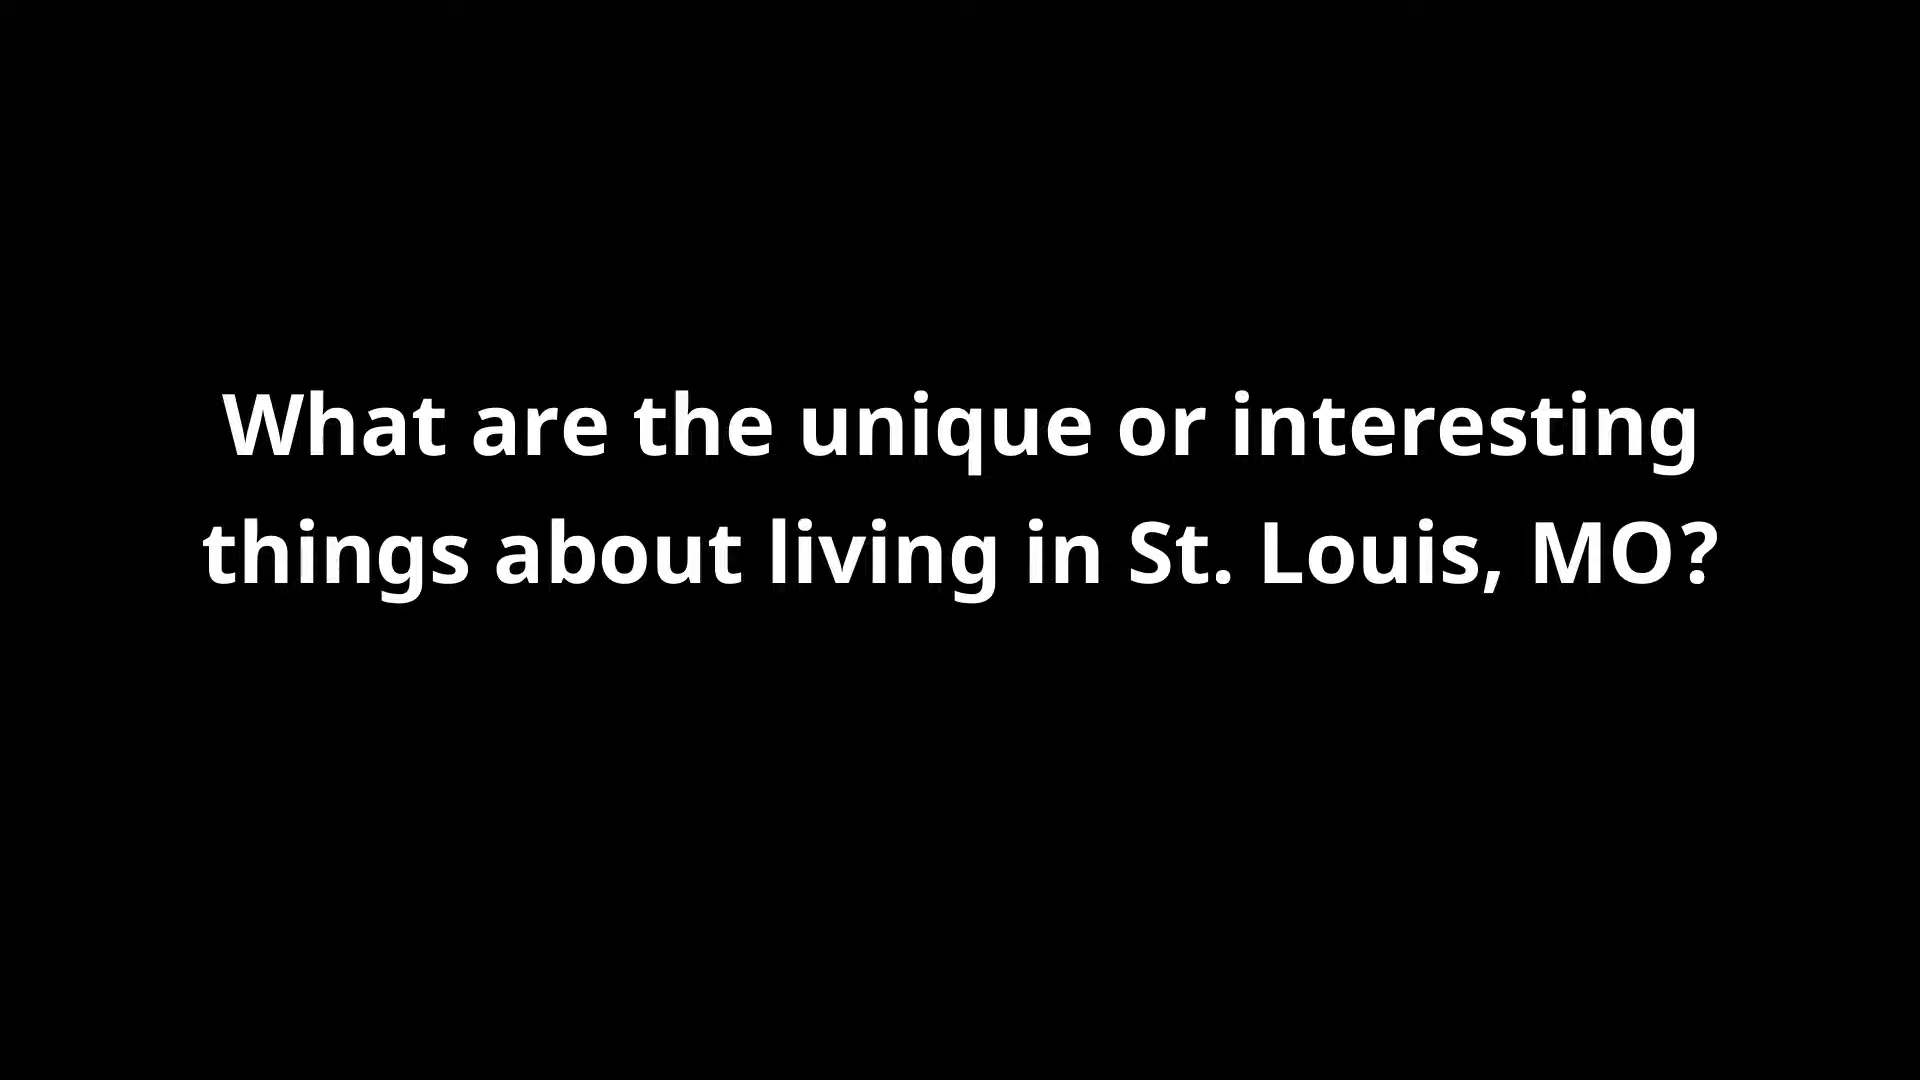 What are the unique or interesting
things about living in St. Louis, MO?